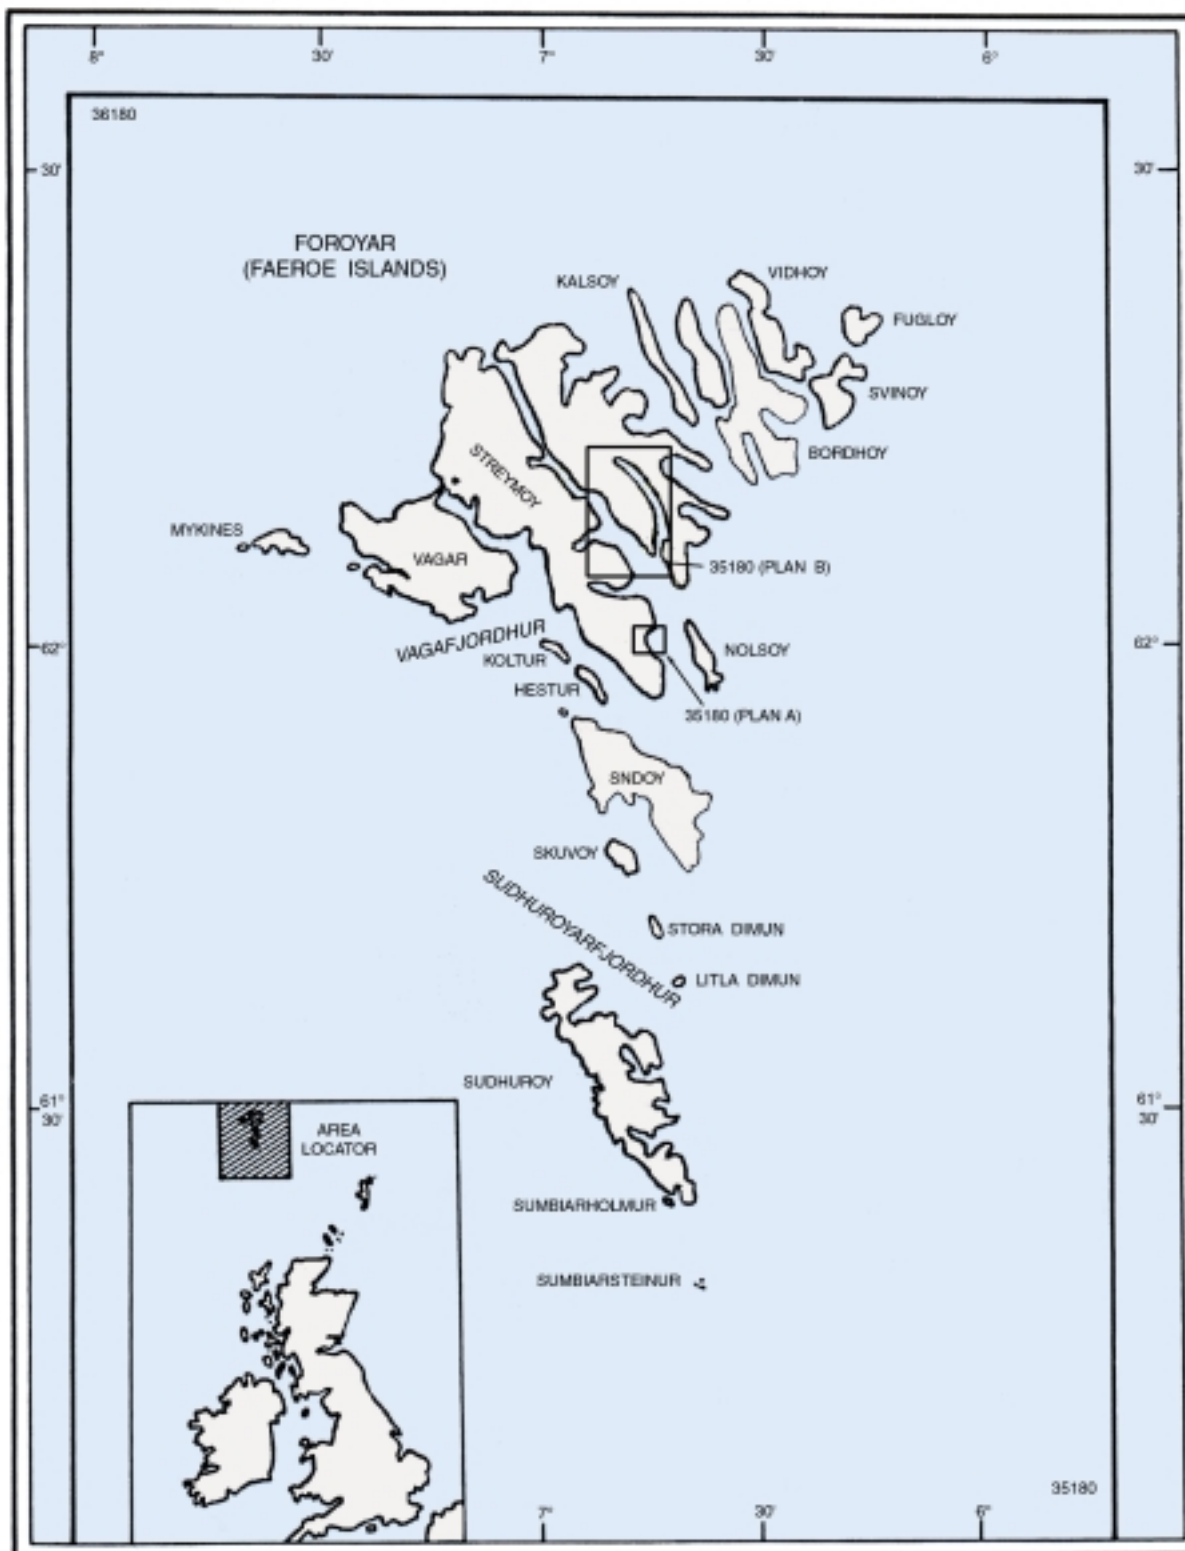 8° 30' 7° 30' 6°
36180
30' 30'
FOROYAR
(FAEROE ISLANDS)
KALSOY
VIDHOY
FUGLOY
SVINOY
BORDHOY
STREYMOY
MYKINES
VAGAR
35180 (PLAN B)
VAGAFJORDHUR
62° 62°
NOLSOY
KOLTUR
HESTUR
35180 (PLAN A)
SNDOY
SKUVOY
SUDHUROYARFJORDHUR
STORA DIMUN
LITLA DIMUN
SUDHUROY
61° 61°
30' 30'
AREA
LOCATOR
SUMBIARHOLMUR
SUMBIARSTEINUR
35180
7° 30' 6°